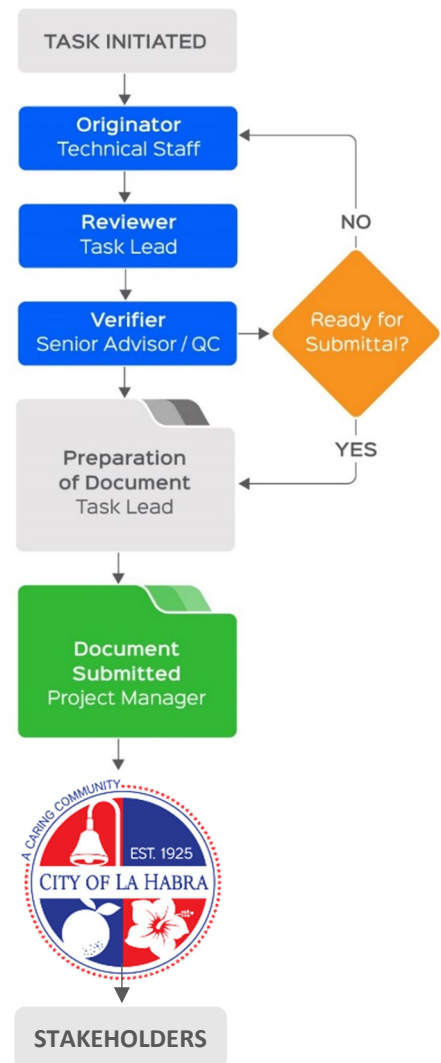 TASK INITIATED
Originator
Technical Staff
Reviewer
Task Lead
NO
Verifier
Senior Advisor / QC
Ready for
Submittal?
YES
Preparation
of Document
Task Lead
Document
Submitted
Project Manager
A CARING COMMUNITY
EST. 1925
CITY OF LA HABRA
STAKEHOLDERS